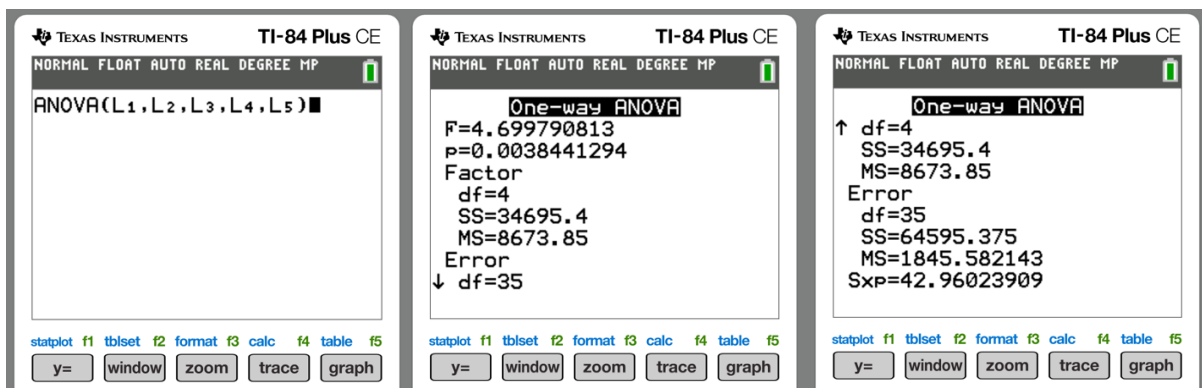 TEXAS INSTRUMENTS TI-84 Plus CE
NORMAL FLOAT AUTO REAL DEGREE MP
ANOVA(L1,L2,L3,L4,L5)
statplot f1 tblset f2 format f3 calc f4 table f5
y= window zoom trace graph
TEXAS INSTRUMENTS TI-84 Plus CE
NORMAL FLOAT AUTO REAL DEGREE MP
One-way ANOVA
F=4.699790813
p=0.0038441294
Factor
df=4
SS=34695.4
MS=8673.85
Error
↓ df=35
statplot f1 tblset f2 format f3 calc f4 table f5
y= window zoom trace graph
TEXAS INSTRUMENTS TI-84 Plus CE
NORMAL FLOAT AUTO REAL DEGREE MP
One-way ANOVA
↑ df=4
SS=34695.4
MS=8673.85
Error
df=35
SS=64595.375
MS=1845.582143
Sxp=42.96023909
statplot f1 tblset f2 format f3 calc f4 table f5
y= window zoom trace graph